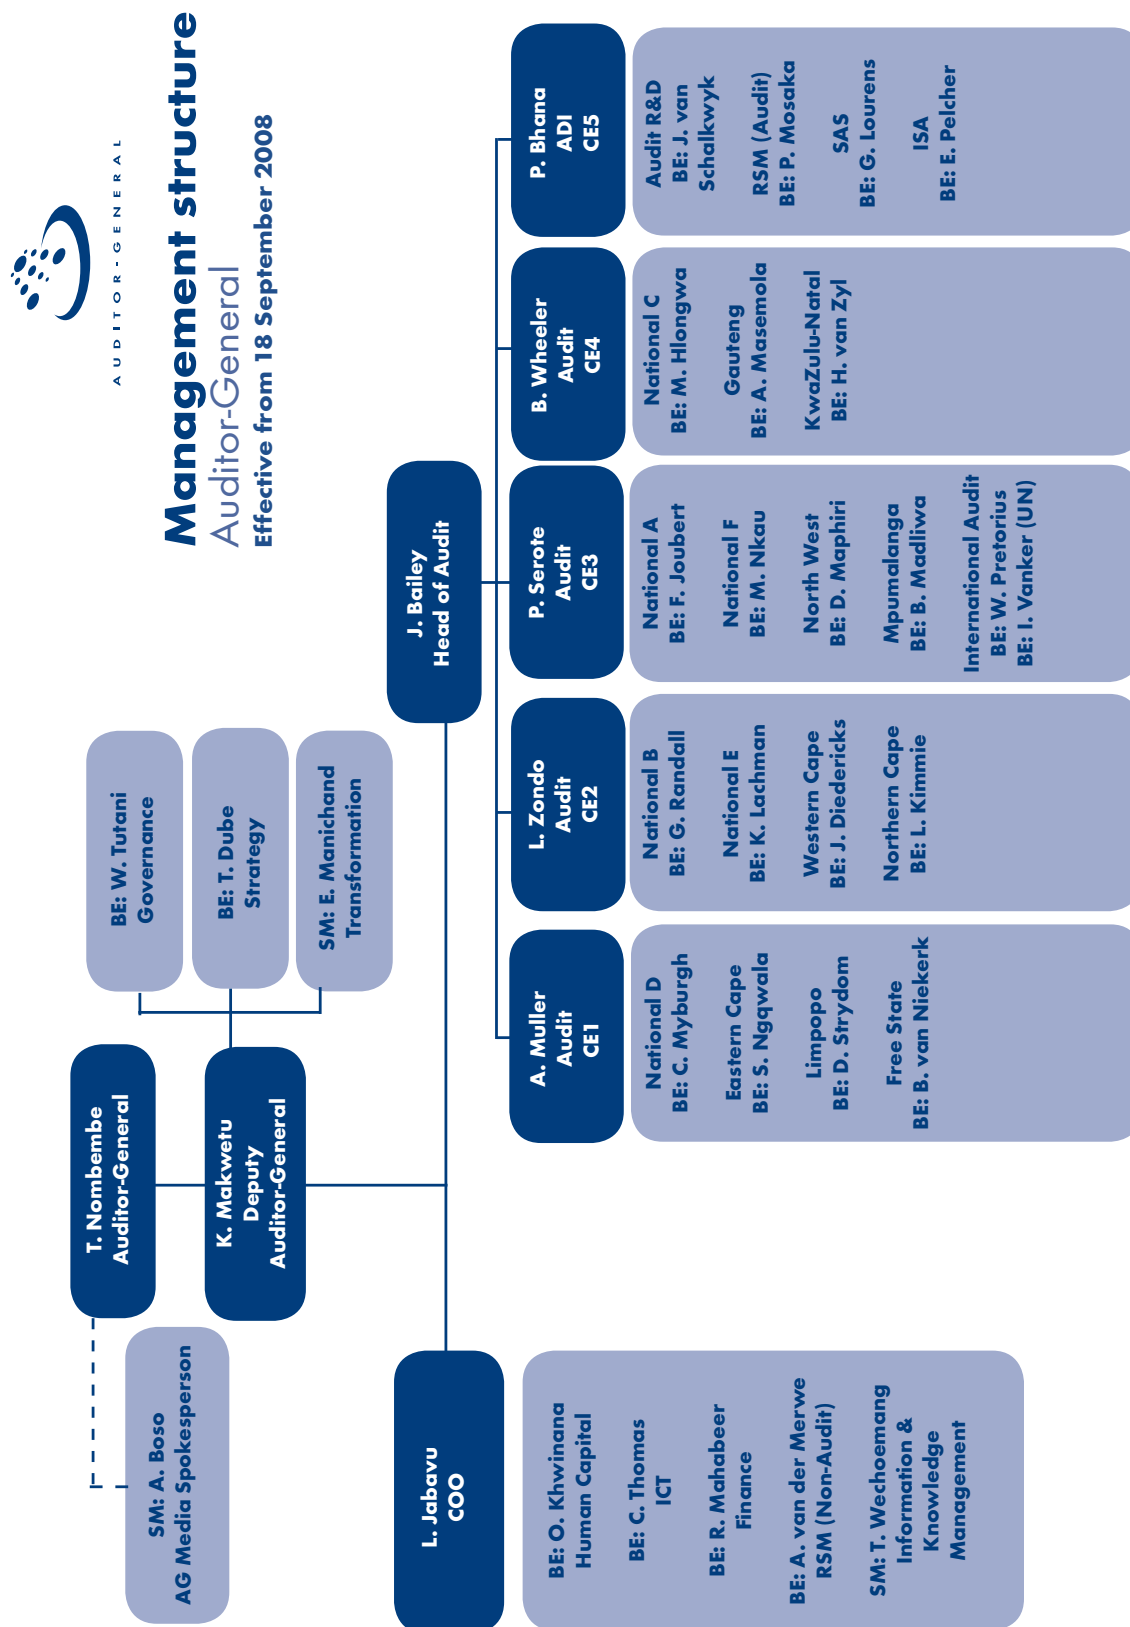 AUDITOR-GENERAL
Management structure
Auditor-General
Effective from 18 September 2008
T. Nombembe
Auditor-General
SM: A. Boso
AG Media Spokesperson
K. Makwetu
Deputy
Auditor-General
BE: W. Tutani
Governance
BE: T. Dube
Strategy
SM: E. Manichand
Transformation
L. Jabavu
COO
BE: O. Khwinana
Human Capital
BE: C. Thomas
ICT
BE: R. Mahabeer
Finance
BE: A. van der Merwe
RSM (Non-Audit)
SM: T. Wechoemang
Information &
Knowledge
Management
J. Bailey
Head of Audit
A. Muller
Audit
CE1
National D
BE: C. Myburgh
Eastern Cape
BE: S. Ngqwala
Limpopo
BE: D. Strydom
Free State
BE: B. van Niekerk
L. Zondo
Audit
CE2
National B
BE: G. Randall
National E
BE: K. Lachman
Western Cape
BE: J. Diedericks
Northern Cape
BE: L. Kimmie
P. Serote
Audit
CE3
National A
BE: F. Joubert
National F
BE: M. Nkau
North West
BE: D. Maphiri
Mpumalanga
BE: B. Madliwa
International Audit
BE: W. Pretorius
BE: I. Vanker (UN)
B. Wheeler
Audit
CE4
National C
BE: M. Hlongwa
Gauteng
BE: A. Masemola
KwaZulu-Natal
BE: H. van Zyl
P. Bhana
ADI
CE5
Audit R&D
BE: J. van
Schalkwyk
RSM (Audit)
BE: P. Mosaka
SAS
BE: G. Lourens
ISA
BE: E. Pelcher